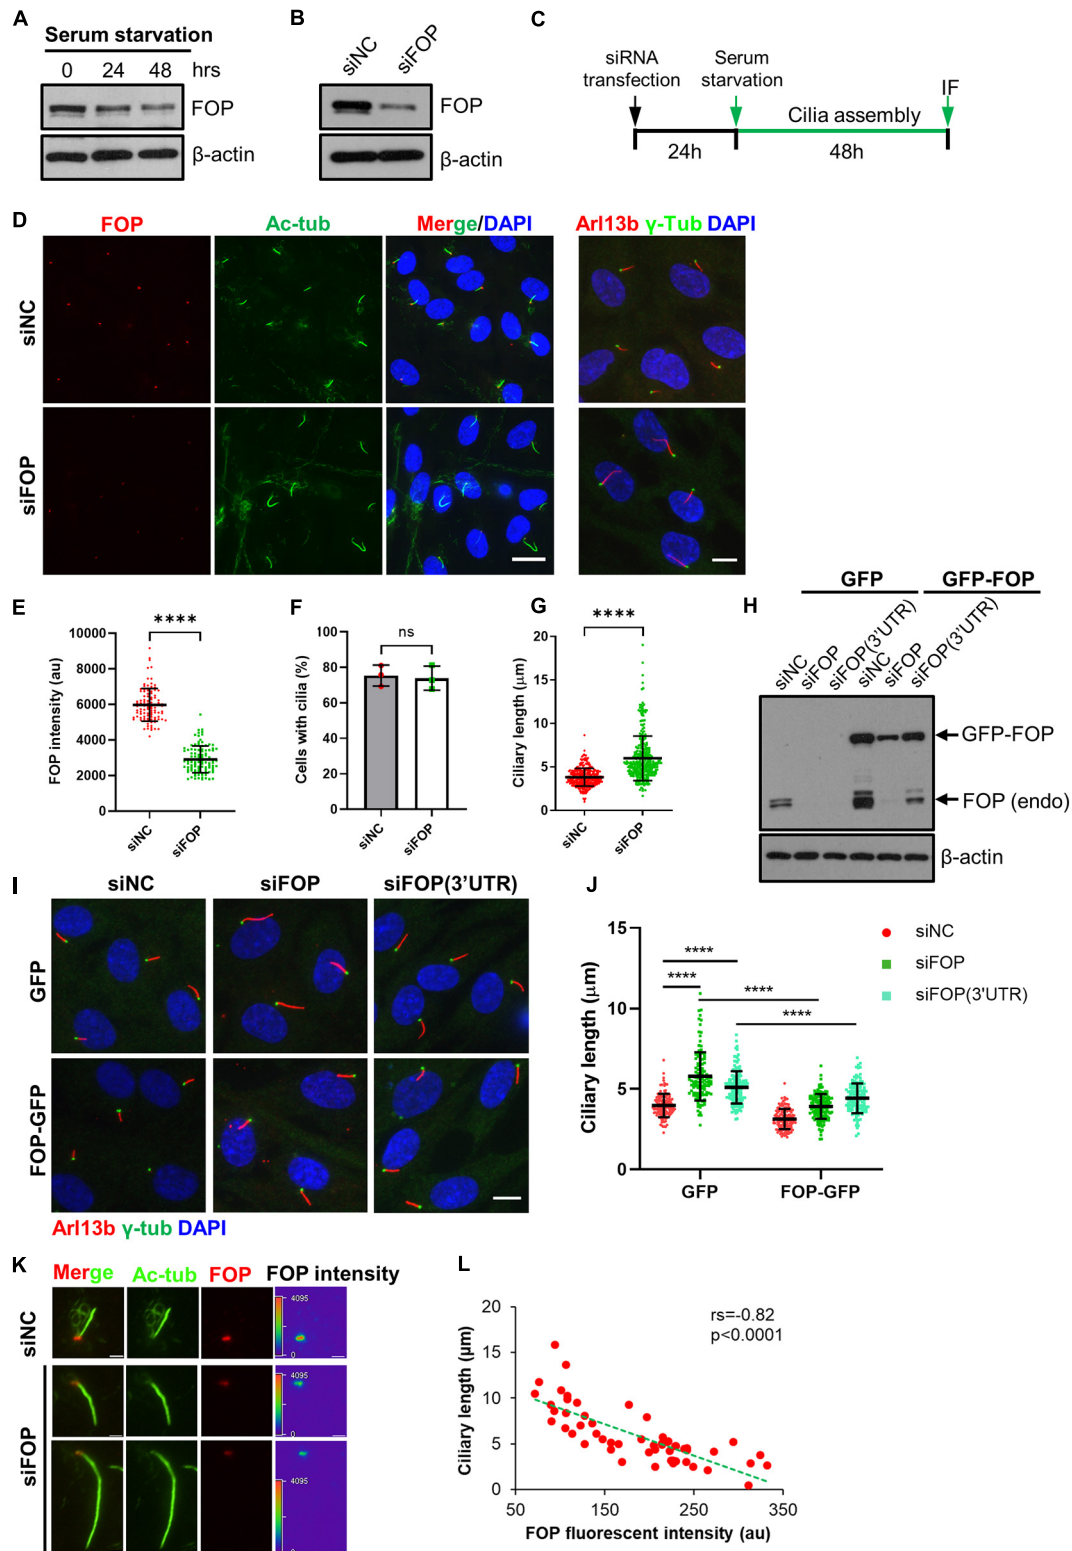 A
Serum starvation
0 24 48 hrs
FOP
β-actin
B
siNC siFOP
FOP
β-actin
C
siRNA transfection
Serum starvation
IF
Cilia assembly
24h
48h
D
FOP Ac-tub Merge/DAPI Arl13b γ-Tub DAPI
siNC
siFOP
E
****
FOP intensity (au)
10000
8000
6000
4000
2000
0
siNC siFOP
F
ns
Cells with cilia (%)
100
80
60
40
20
0
siNC siFOP
G
****
Ciliary length (μm)
20
15
10
5
0
siNC siFOP
H
GFP GFP-FOP
siNC siFOP siFOP(3'UTR) siNC siFOP siFOP(3'UTR)
GFP-FOP
FOP (endo)
β-actin
I
siNC siFOP siFOP(3'UTR)
GFP
FOP-GFP
Arl13b γ-tub DAPI
J
Ciliary length (μm)
15
10
5
0
****
****
****
****
GFP FOP-GFP
siNC
siFOP
siFOP(3'UTR)
K
Merge Ac-tub FOP FOP intensity
siNC
4095
0
siFOP
4095
0
4095
0
L
rs=-0.82
p<0.0001
Ciliary length (μm)
20
15
10
5
0
50 150 250 350
FOP fluorescent intensity (au)